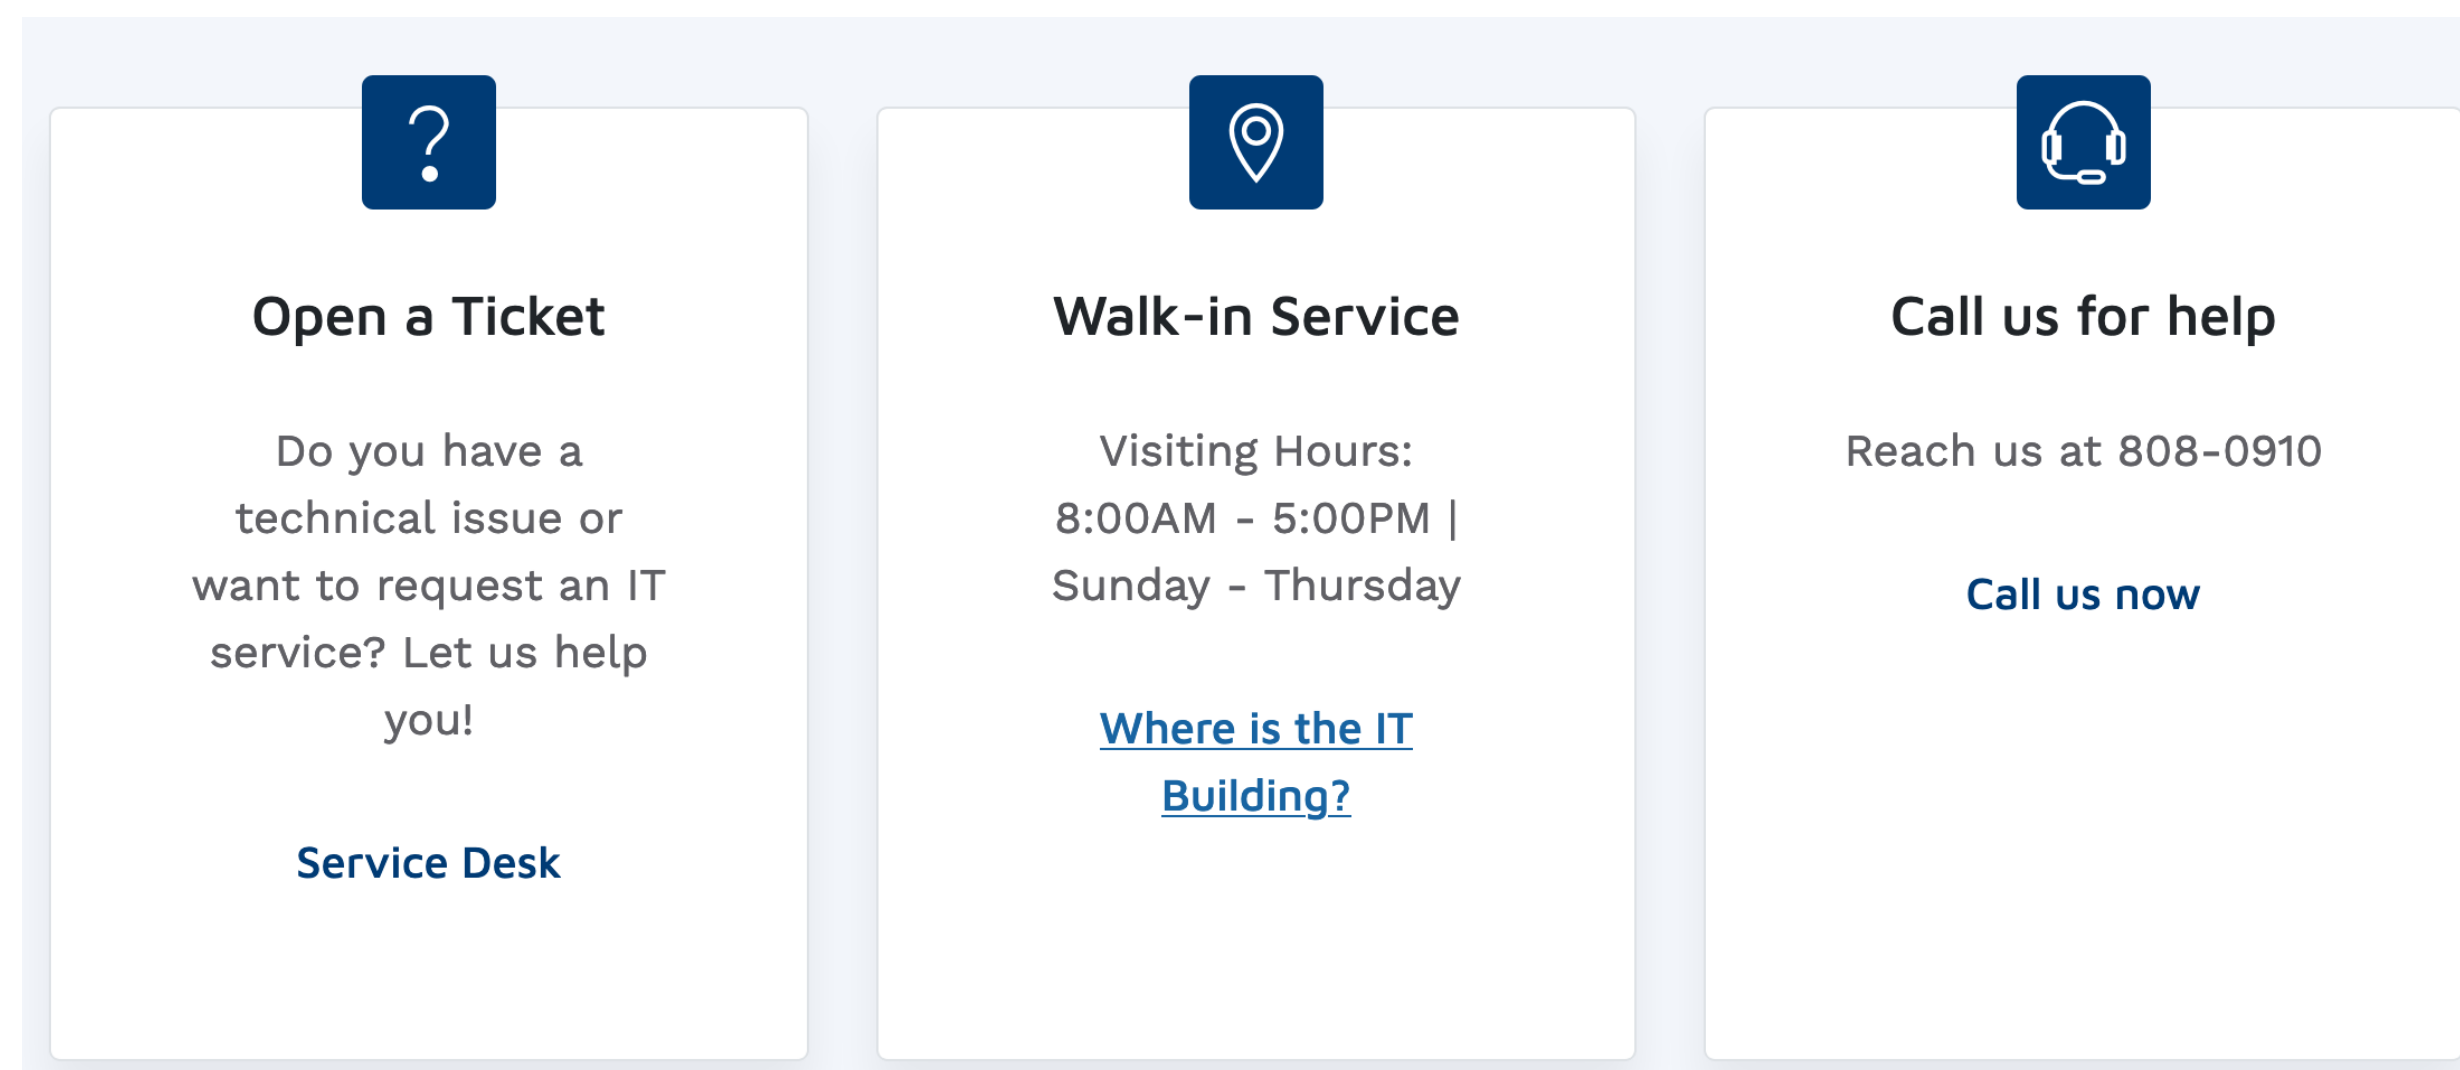 Open a Ticket
Do you have a
technical issue or
want to request an IT
service? Let us help
you!
Service Desk
Walk-in Service
Visiting Hours:
8:00AM - 5:00PM |
Sunday - Thursday
Where is the IT
Building?
Call us for help
Reach us at 808-0910
Call us now